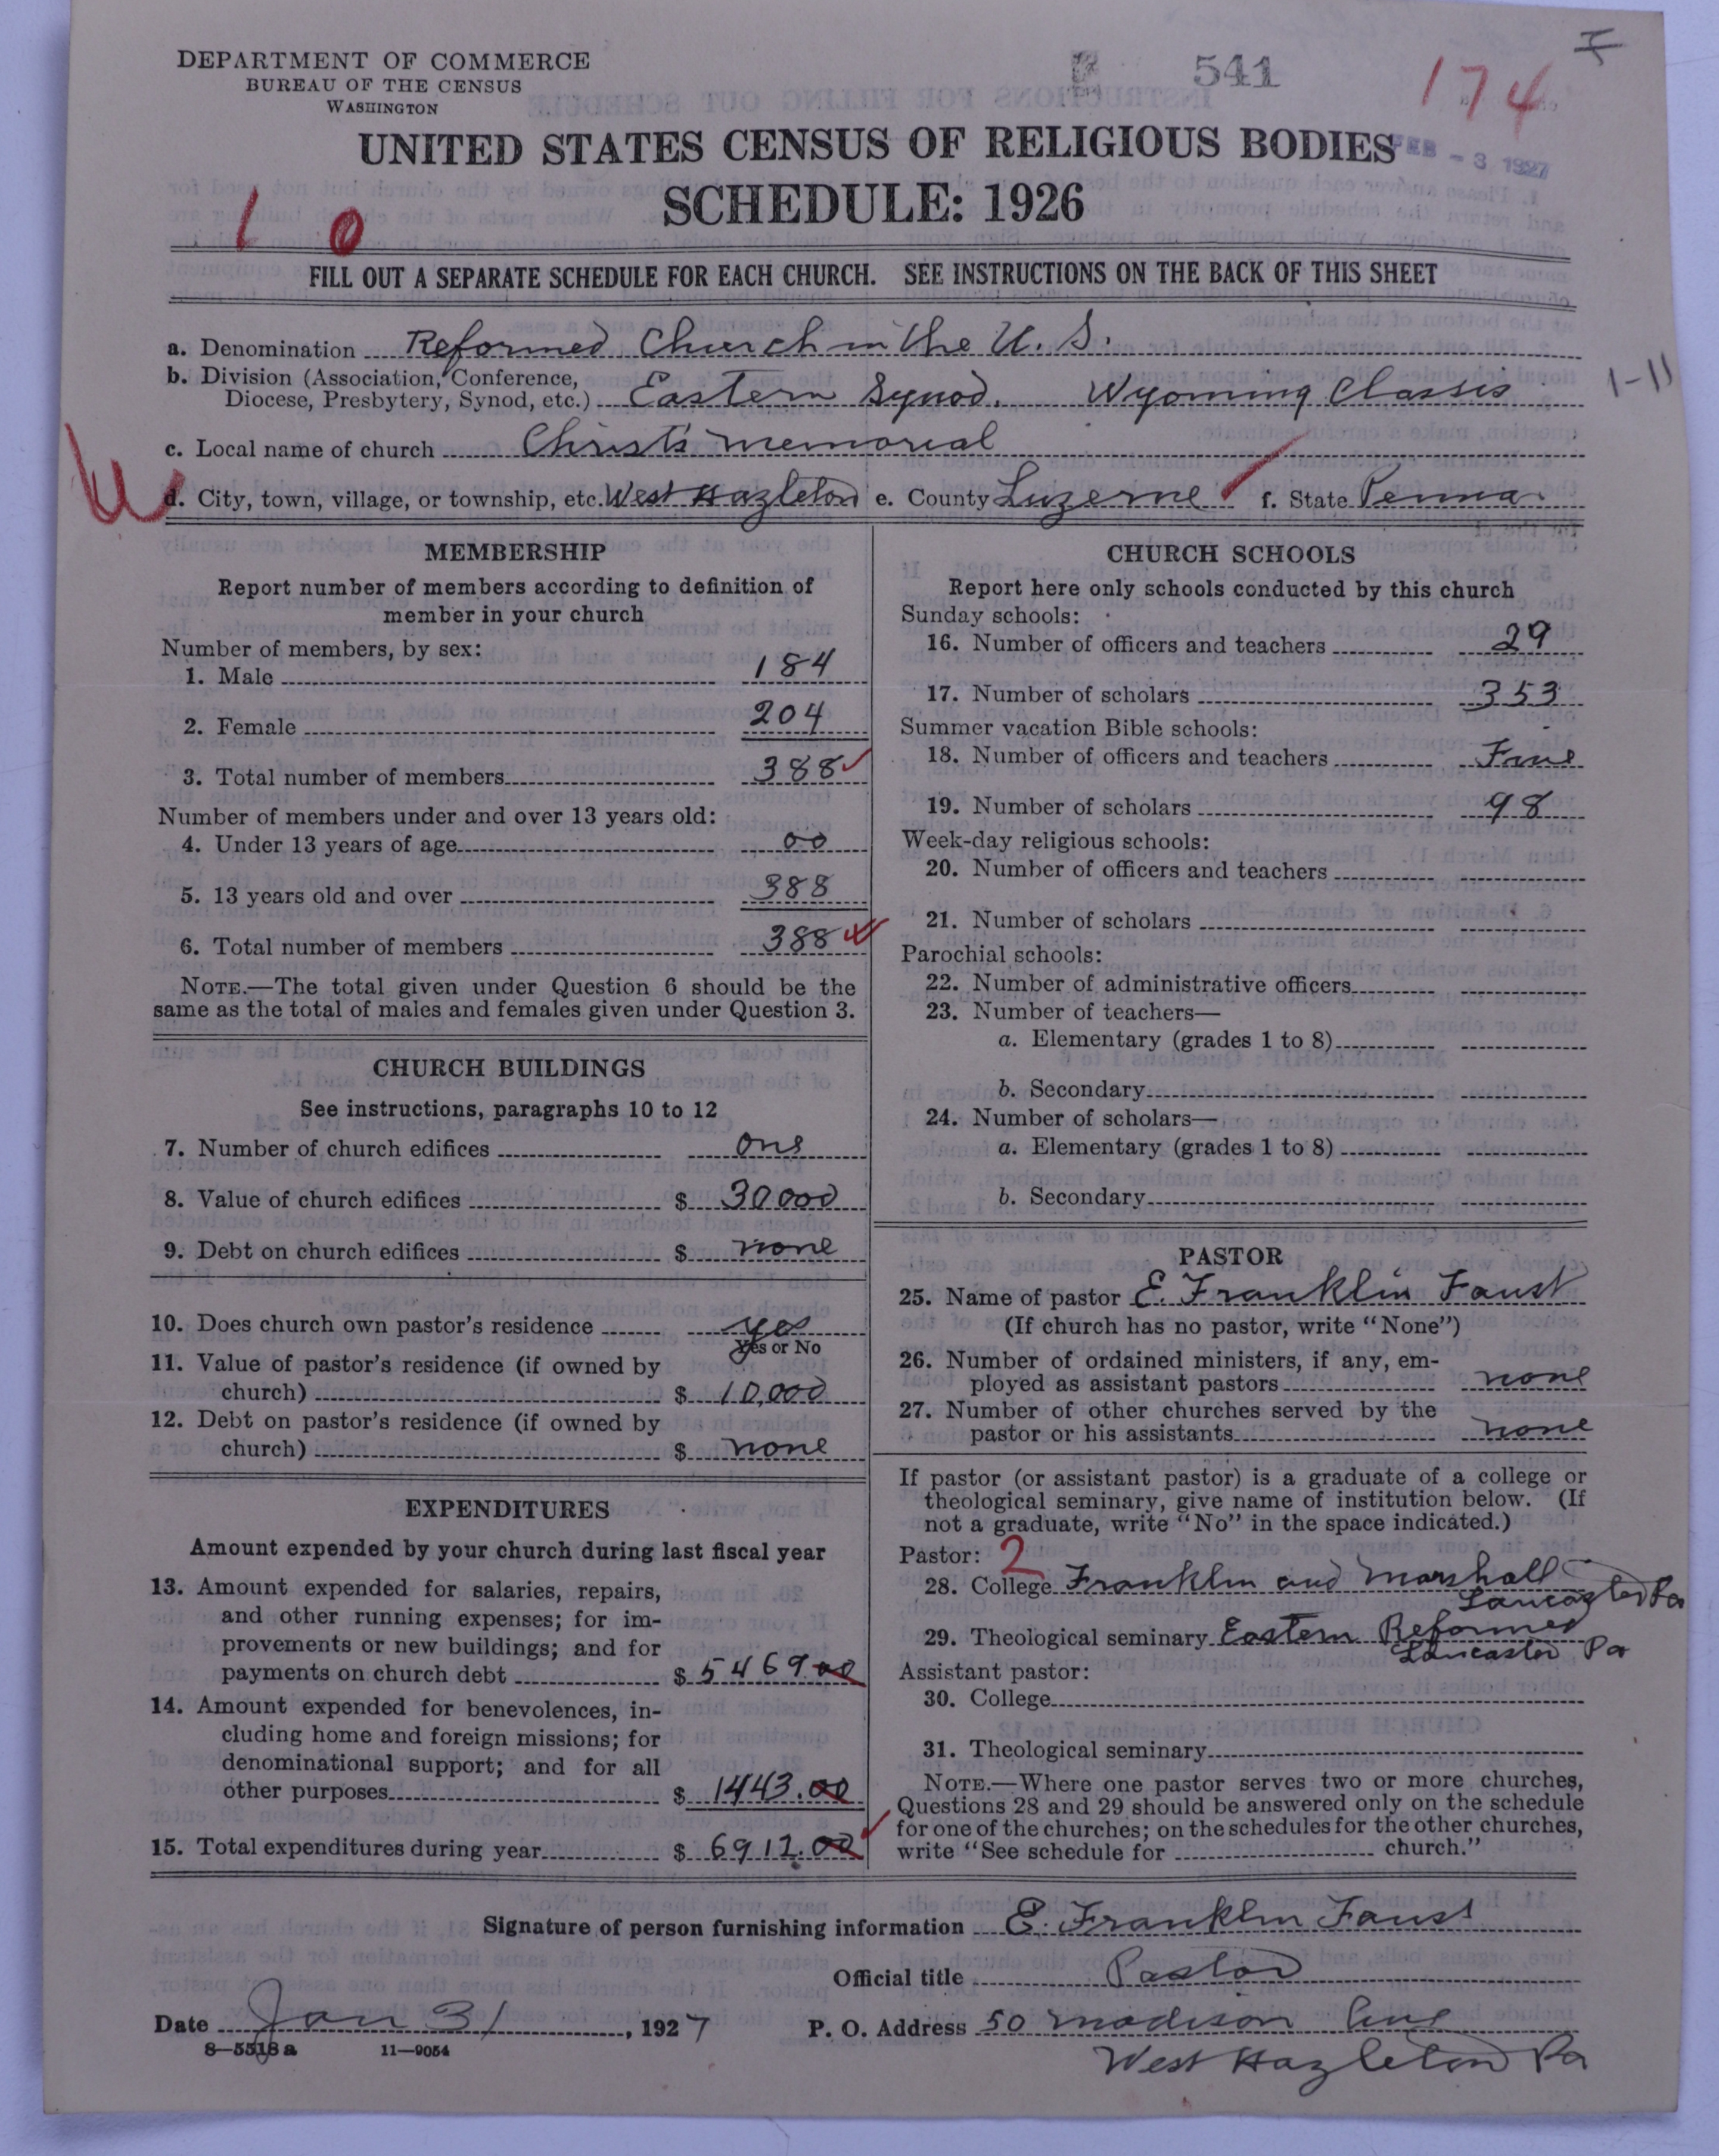 DEPARTMENT OF COMMERCE
BUREAU OF THE CENSUS
WASHINGTON
541
174
FEB - 3 1927
UNITED STATES CENSUS OF RELIGIOUS BODIES
SCHEDULE: 1926
1 0
FILL OUT A SEPARATE SCHEDULE FOR EACH CHURCH. SEE INSTRUCTIONS ON THE BACK OF THIS SHEET
a. Denomination Reformed Church in the U. S.
b. Division (Association, Conference, Diocese, Presbytery, Synod, etc.) Eastern Synod. Wyoming Classis
1-11
c. Local name of church Christ's memorial
d. City, town, village, or township, etc. West Hazleton e. County Luzerne f. State Penna.
MEMBERSHIP
Report number of members according to definition of
member in your church
Number of members, by sex:
1. Male 184
2. Female 204
3. Total number of members 388
Number of members under and over 13 years old:
4. Under 13 years of age 00
5. 13 years old and over 388
6. Total number of members 388
NOTE.—The total given under Question 6 should be the
same as the total of males and females given under Question 3.
CHURCH BUILDINGS
See instructions, paragraphs 10 to 12
7. Number of church edifices one
8. Value of church edifices $ 30000
9. Debt on church edifices $ none
10. Does church own pastor's residence yes
Yes or No
11. Value of pastor's residence (if owned by
church) $ 10,000
12. Debt on pastor's residence (if owned by
church) $ none
EXPENDITURES
Amount expended by your church during last fiscal year
13. Amount expended for salaries, repairs,
and other running expenses; for im-
provements or new buildings; and for
payments on church debt $ 5469 00
14. Amount expended for benevolences, in-
cluding home and foreign missions; for
denominational support; and for all
other purposes $ 1443.00
15. Total expenditures during year $ 6912.00
CHURCH SCHOOLS
Report here only schools conducted by this church
Sunday schools:
16. Number of officers and teachers 29
17. Number of scholars 353
Summer vacation Bible schools:
18. Number of officers and teachers
19. Number of scholars 98
Week-day religious schools:
20. Number of officers and teachers
21. Number of scholars
Parochial schools:
22. Number of administrative officers
23. Number of teachers—
a. Elementary (grades 1 to 8)
b. Secondary
24. Number of scholars—
a. Elementary (grades 1 to 8)
b. Secondary
PASTOR
25. Name of pastor E. Franklin Faust
(If church has no pastor, write "None")
26. Number of ordained ministers, if any, em-
ployed as assistant pastors none
27. Number of other churches served by the
pastor or his assistants none
If pastor (or assistant pastor) is a graduate of a college or
theological seminary, give name of institution below. (If
not a graduate, write "No" in the space indicated.)
Pastor: 2
28. College Franklin and Marshall
Lancaster Pa
29. Theological seminary Eastern Reformed
Lancaster Pa
Assistant pastor:
30. College
31. Theological seminary
NOTE.—Where one pastor serves two or more churches,
Questions 28 and 29 should be answered only on the schedule
for one of the churches; on the schedules for the other churches,
write "See schedule for church."
Signature of person furnishing information E. Franklin Faust
Official title Pastor
Date Jan 31, 1927 P. O. Address 50 Madison Ave
West Hazleton Pa
8-5518a 11-9054